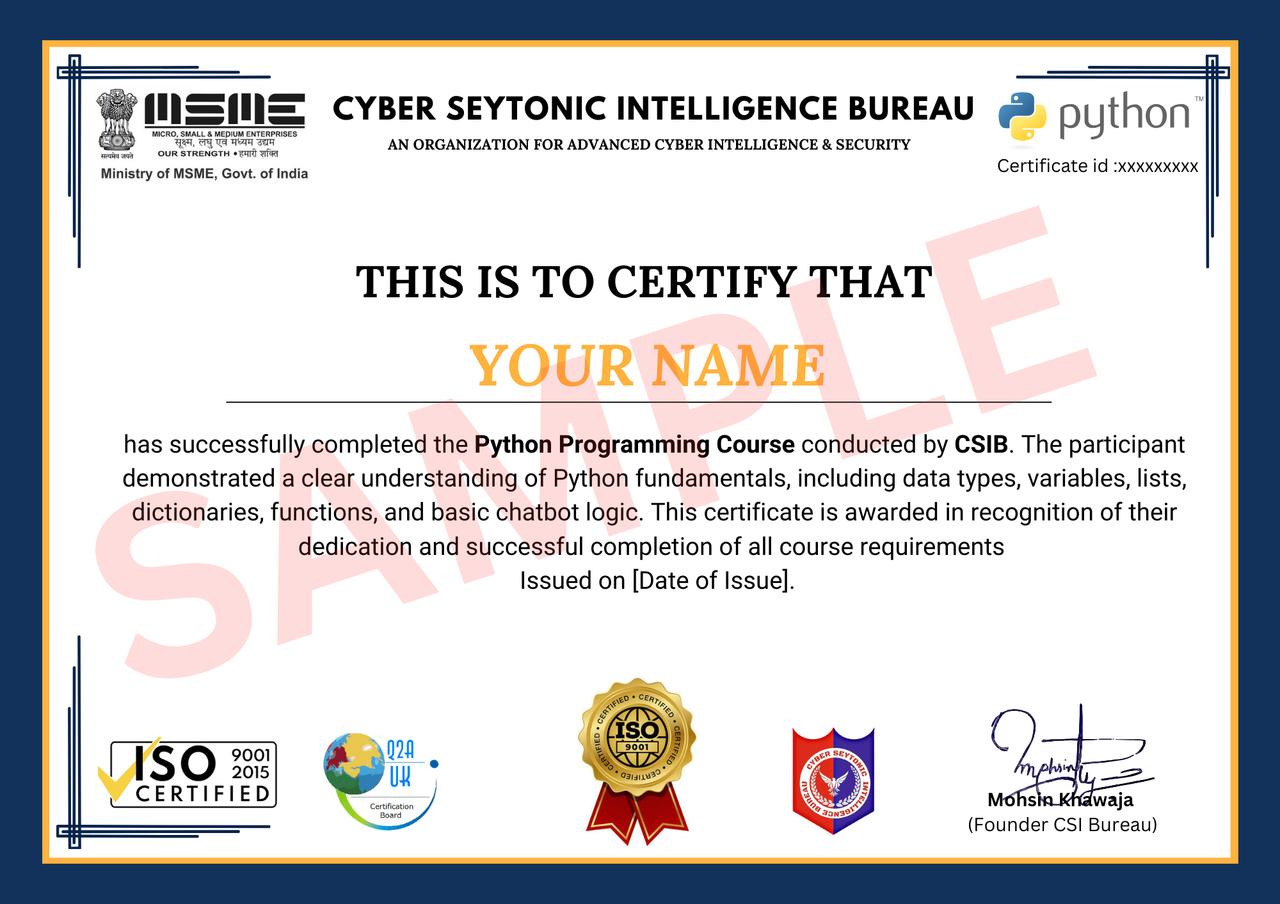 MSME
MICRO, SMALL & MEDIUM ENTERPRISES
सूक्ष्म, लघु एवं मध्यम उद्यम
OUR STRENGTH • हमारी शक्ति
सत्यमेव जयते
Ministry of MSME, Govt. of India
CYBER SEYTONIC INTELLIGENCE BUREAU
AN ORGANIZATION FOR ADVANCED CYBER INTELLIGENCE & SECURITY
python™
Certificate id :xxxxxxxxx
THIS IS TO CERTIFY THAT
YOUR NAME
SAMPLE
has successfully completed the Python Programming Course conducted by CSIB. The participant
demonstrated a clear understanding of Python fundamentals, including data types, variables, lists,
dictionaries, functions, and basic chatbot logic. This certificate is awarded in recognition of their
dedication and successful completion of all course requirements
Issued on [Date of Issue].
ISO 9001
2015
CERTIFIED
Q2A
UK
Certification
Board
CERTIFIED • CERTIFIED • CERTIFIED • CERTIFIED •
ISO
9001
CYBER SEYTONIC
INTELLIGENCE BUREAU
Mohsin Khawaja
(Founder CSI Bureau)